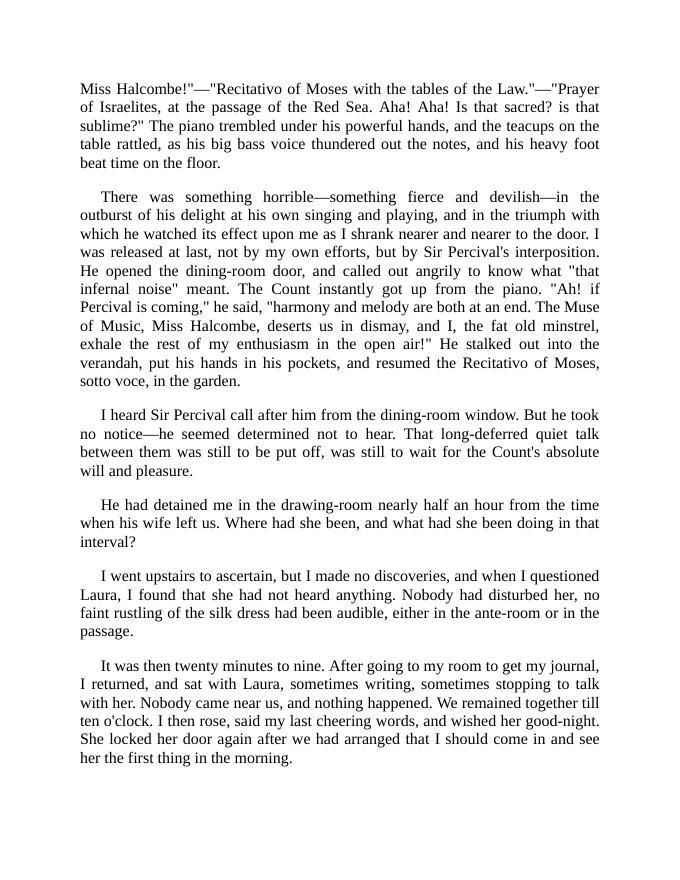 Miss Halcombe!"—"Recitativo of Moses with the tables of the Law."—"Prayer
of Israelites, at the passage of the Red Sea. Aha! Aha! Is that sacred? is that
sublime?" The piano trembled under his powerful hands, and the teacups on the
table rattled, as his big bass voice thundered out the notes, and his heavy foot
beat time on the floor.
There was something horrible—something fierce and devilish—in the
outburst of his delight at his own singing and playing, and in the triumph with
which he watched its effect upon me as I shrank nearer and nearer to the door. I
was released at last, not by my own efforts, but by Sir Percival's interposition.
He opened the dining-room door, and called out angrily to know what "that
infernal noise" meant. The Count instantly got up from the piano. "Ah! if
Percival is coming," he said, "harmony and melody are both at an end. The Muse
of Music, Miss Halcombe, deserts us in dismay, and I, the fat old minstrel,
exhale the rest of my enthusiasm in the open air!" He stalked out into the
verandah, put his hands in his pockets, and resumed the Recitativo of Moses,
sotto voce, in the garden.
I heard Sir Percival call after him from the dining-room window. But he took
no notice—he seemed determined not to hear. That long-deferred quiet talk
between them was still to be put off, was still to wait for the Count's absolute
will and pleasure.
He had detained me in the drawing-room nearly half an hour from the time
when his wife left us. Where had she been, and what had she been doing in that
interval?
I went upstairs to ascertain, but I made no discoveries, and when I questioned
Laura, I found that she had not heard anything. Nobody had disturbed her, no
faint rustling of the silk dress had been audible, either in the ante-room or in the
passage.
It was then twenty minutes to nine. After going to my room to get my journal,
I returned, and sat with Laura, sometimes writing, sometimes stopping to talk
with her. Nobody came near us, and nothing happened. We remained together till
ten o'clock. I then rose, said my last cheering words, and wished her good-night.
She locked her door again after we had arranged that I should come in and see
her the first thing in the morning.